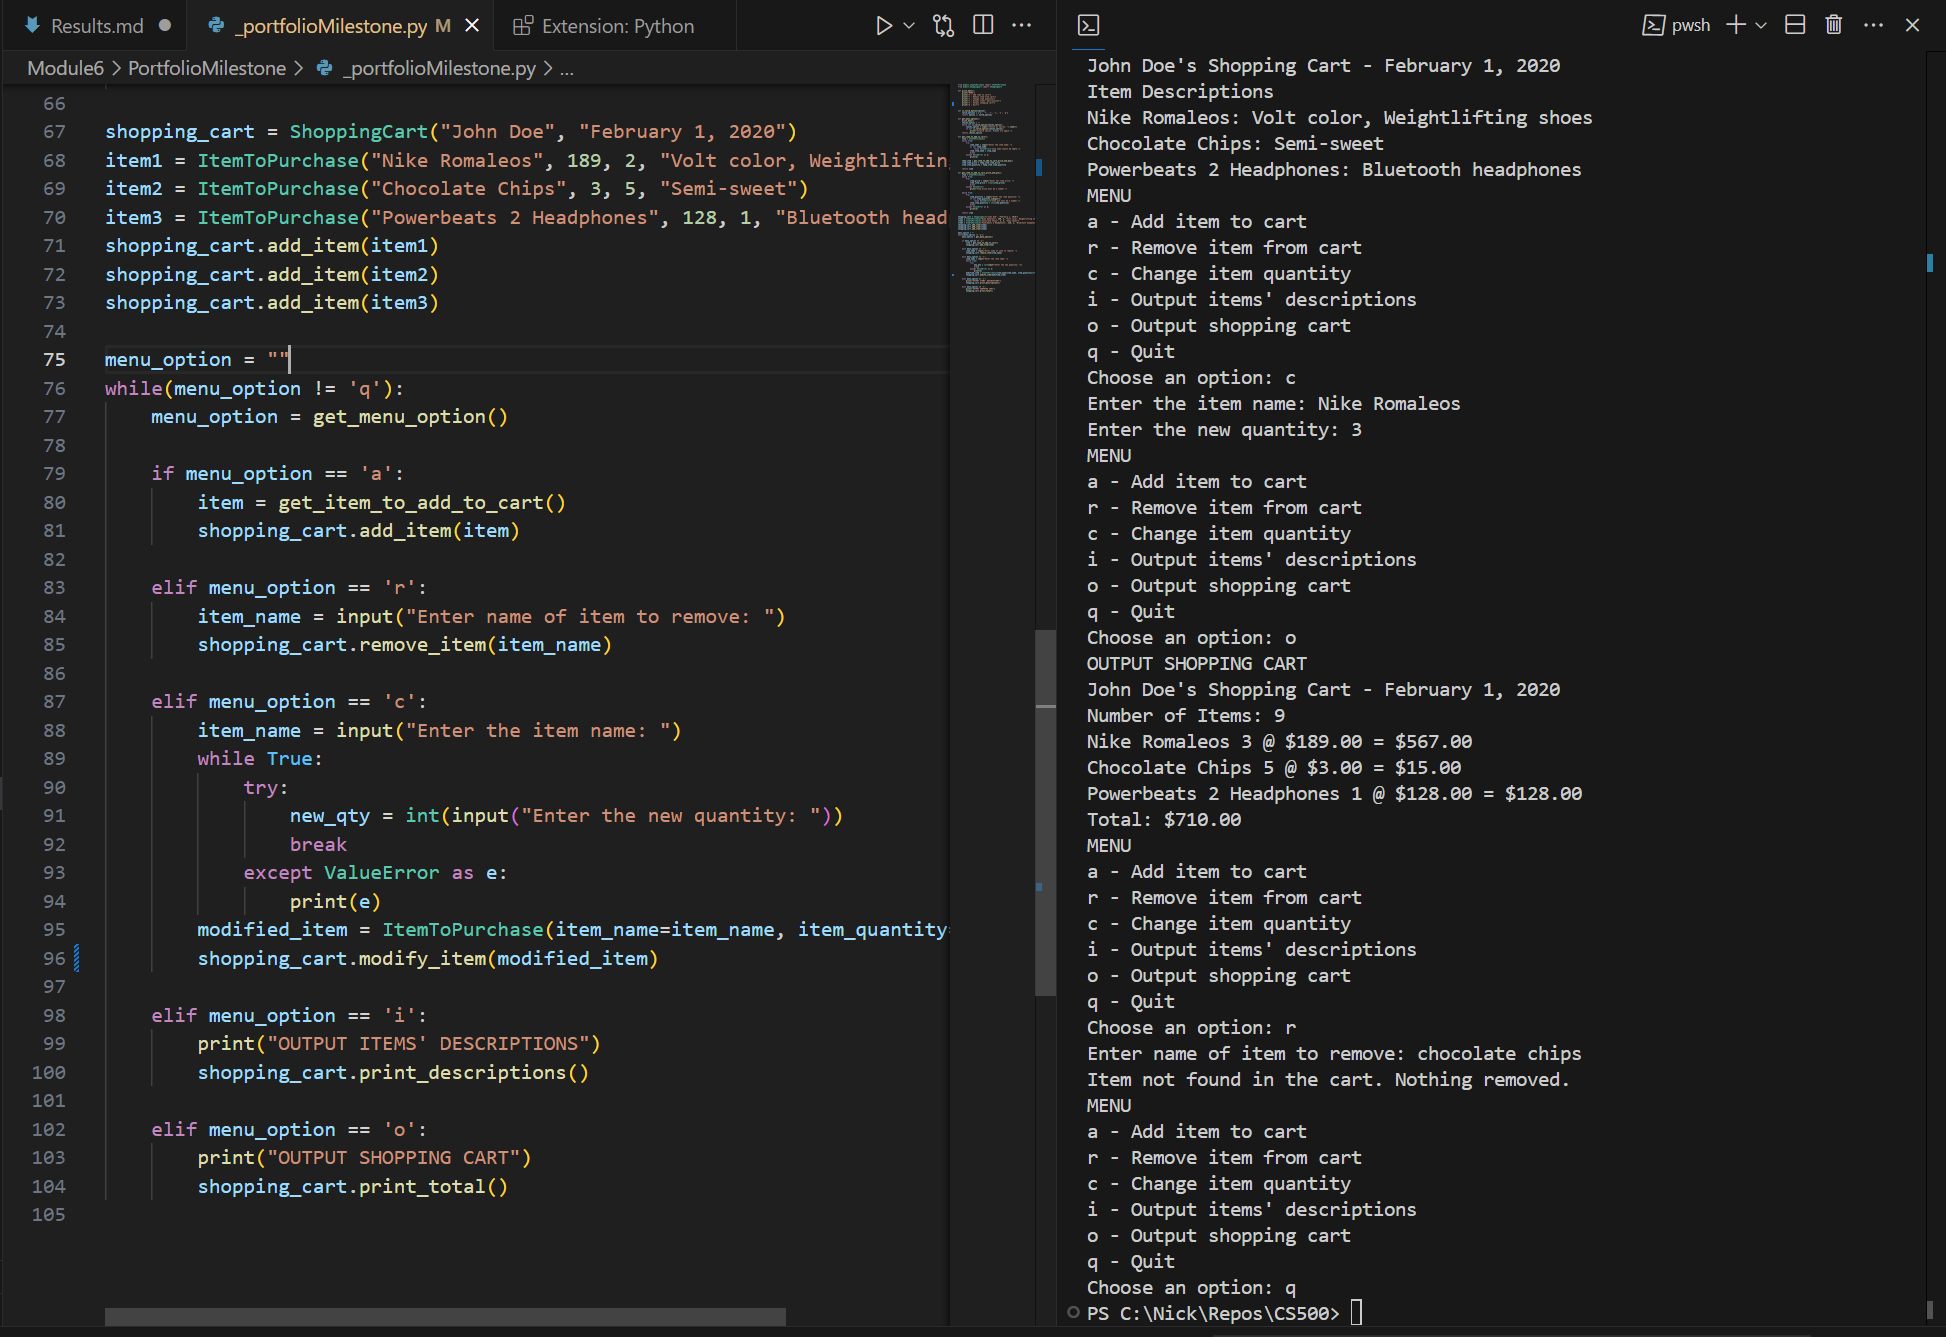 Results.md
_portfolioMilestone.py M
Extension: Python
Module6 > PortfolioMilestone > _portfolioMilestone.py > ...
66
67 shopping_cart = ShoppingCart("John Doe", "February 1, 2020")
68 item1 = ItemToPurchase("Nike Romaleos", 189, 2, "Volt color, Weightlifting
69 item2 = ItemToPurchase("Chocolate Chips", 3, 5, "Semi-sweet")
70 item3 = ItemToPurchase("Powerbeats 2 Headphones", 128, 1, "Bluetooth head
71 shopping_cart.add_item(item1)
72 shopping_cart.add_item(item2)
73 shopping_cart.add_item(item3)
74
75 menu_option = ""
76 while(menu_option != 'q'):
77     menu_option = get_menu_option()
78
79     if menu_option == 'a':
80         item = get_item_to_add_to_cart()
81         shopping_cart.add_item(item)
82
83     elif menu_option == 'r':
84         item_name = input("Enter name of item to remove: ")
85         shopping_cart.remove_item(item_name)
86
87     elif menu_option == 'c':
88         item_name = input("Enter the item name: ")
89         while True:
90             try:
91                 new_qty = int(input("Enter the new quantity: "))
92                 break
93             except ValueError as e:
94                 print(e)
95         modified_item = ItemToPurchase(item_name=item_name, item_quantity=
96         shopping_cart.modify_item(modified_item)
97
98     elif menu_option == 'i':
99         print("OUTPUT ITEMS' DESCRIPTIONS")
100         shopping_cart.print_descriptions()
101
102     elif menu_option == 'o':
103         print("OUTPUT SHOPPING CART")
104         shopping_cart.print_total()
105
pwsh
John Doe's Shopping Cart - February 1, 2020
Item Descriptions
Nike Romaleos: Volt color, Weightlifting shoes
Chocolate Chips: Semi-sweet
Powerbeats 2 Headphones: Bluetooth headphones
MENU
a - Add item to cart
r - Remove item from cart
c - Change item quantity
i - Output items' descriptions
o - Output shopping cart
q - Quit
Choose an option: c
Enter the item name: Nike Romaleos
Enter the new quantity: 3
MENU
a - Add item to cart
r - Remove item from cart
c - Change item quantity
i - Output items' descriptions
o - Output shopping cart
q - Quit
Choose an option: o
OUTPUT SHOPPING CART
John Doe's Shopping Cart - February 1, 2020
Number of Items: 9
Nike Romaleos 3 @ $189.00 = $567.00
Chocolate Chips 5 @ $3.00 = $15.00
Powerbeats 2 Headphones 1 @ $128.00 = $128.00
Total: $710.00
MENU
a - Add item to cart
r - Remove item from cart
c - Change item quantity
i - Output items' descriptions
o - Output shopping cart
q - Quit
Choose an option: r
Enter name of item to remove: chocolate chips
Item not found in the cart. Nothing removed.
MENU
a - Add item to cart
r - Remove item from cart
c - Change item quantity
i - Output items' descriptions
o - Output shopping cart
q - Quit
Choose an option: q
PS C:\Nick\Repos\CS500>